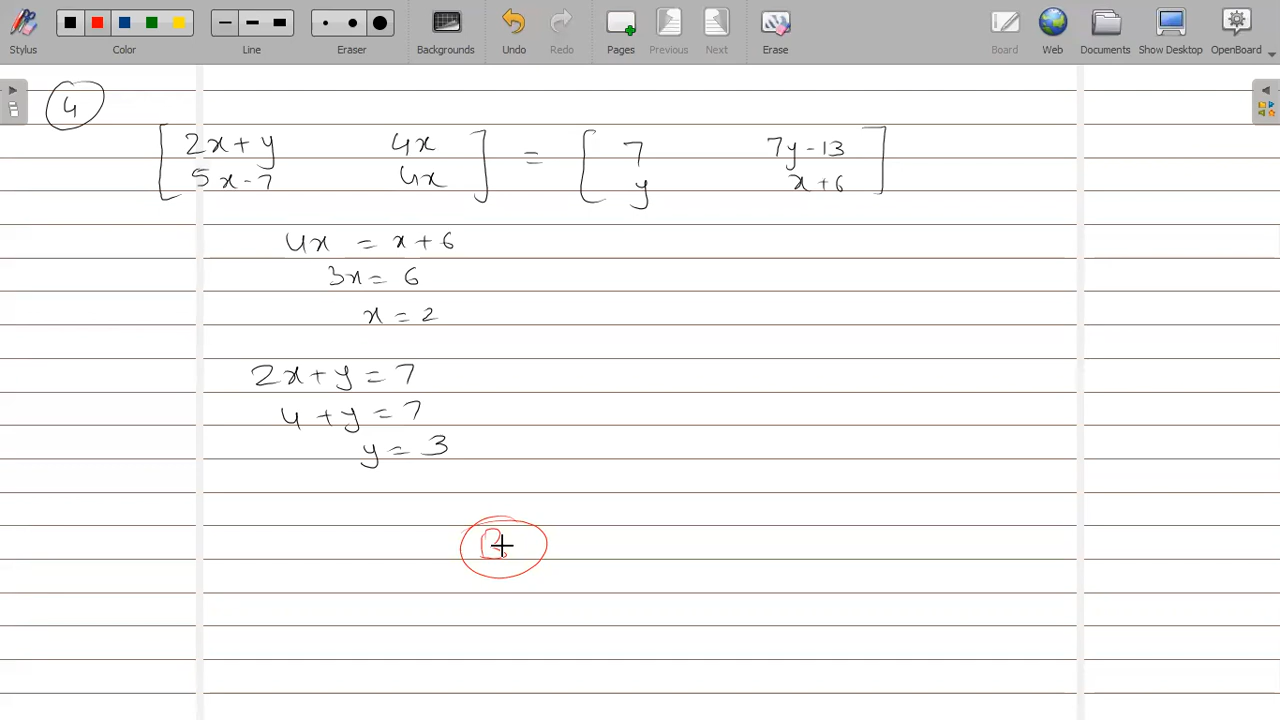 Stylus
Color
Line
Eraser
Backgrounds
Undo
Redo
Pages
Previous
Next
Erase
Board
Web
Documents
Show Desktop
OpenBoard
4
[2x+y 4x] = [7 7y-13]
[5x-7 4x] [y x+6]
4x = x+6
3x = 6
x = 2
2x+y = 7
4+y = 7
y = 3
B